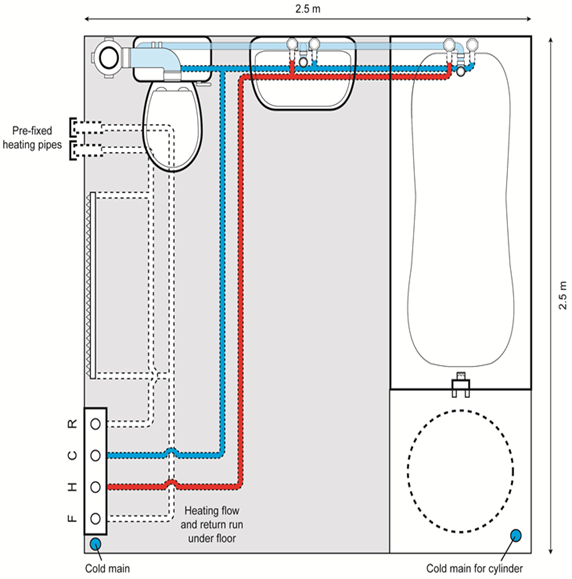 2.5 m
Pre-fixed
heating pipes
2.5 m
R
C
H
F
Heating flow
and return run
under floor
Cold main
Cold main for cylinder